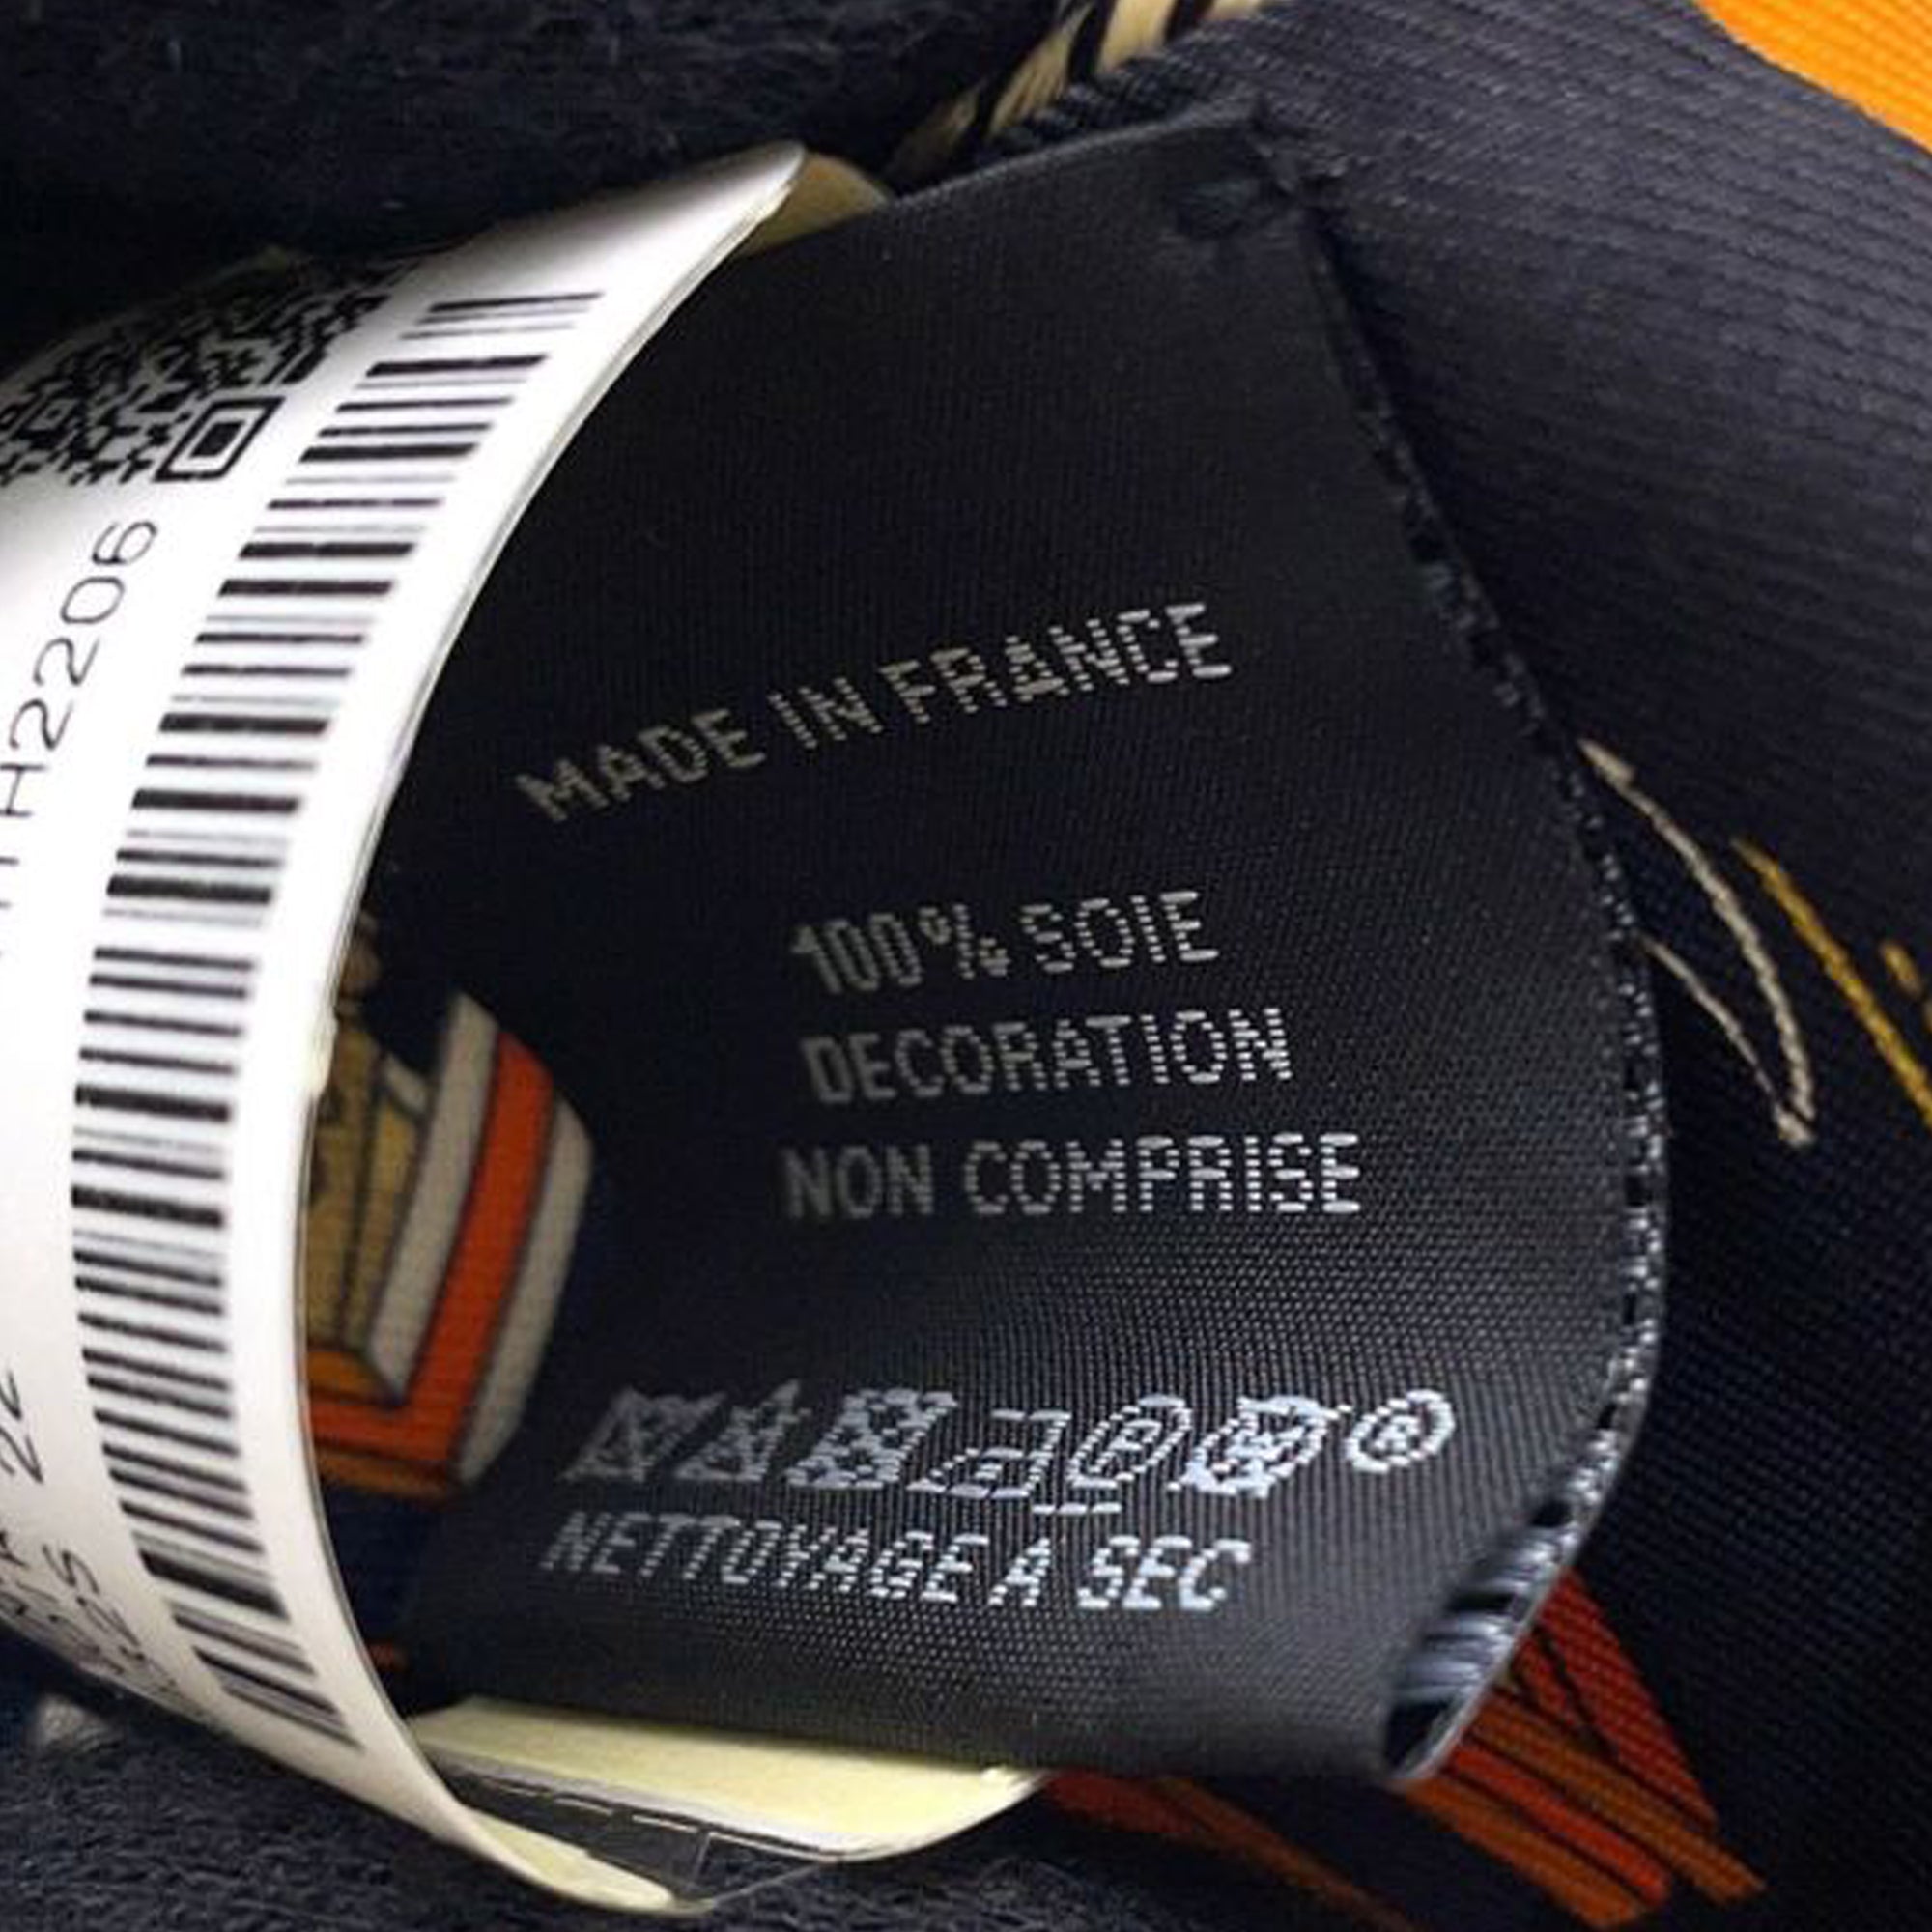 MADE IN FRANCE
100% SOIE
DECORATION
NON COMPRISE
NETTOYAGE A SEC
H2206